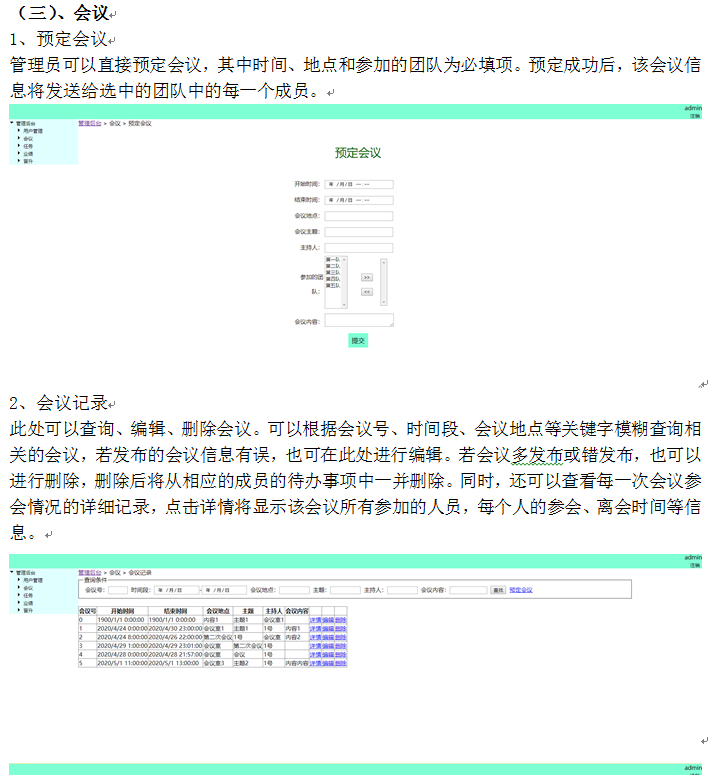 （三）、会议
1、预定会议
管理员可以直接预定会议，其中时间、地点和参加的团队为必填项。预定成功后，该会议信
息将发送给选中的团队中的每一个成员。
admin
注销
管理后台
用户管理
会议
任务
业绩
晋升
管理后台 > 会议 > 预定会议
预定会议
开始时间： 年 /月/日 --:--
结束时间： 年 /月/日 --:--
会议地点：
会议主题：
主持人：
参加的团队：
第一队
第二队
第三队
第四队
第五队
>>
<<
会议内容：
提交
2、会议记录
此处可以查询、编辑、删除会议。可以根据会议号、时间段、会议地点等关键字模糊查询相
关的会议，若发布的会议信息有误，也可在此处进行编辑。若会议多发布或错发布，也可以
进行删除，删除后将从相应的成员的待办事项中一并删除。同时，还可以查看每一次会议参
会情况的详细记录，点击详情将显示该会议所有参加的人员，每个人的参会、离会时间等信
息。
admin
注销
管理后台
用户管理
会议
任务
业绩
晋升
管理后台 > 会议 > 会议记录
查询条件
会议号： 时间段： 年 /月/日 - 年 /月/日 会议地点： 主题： 主持人： 会议内容： 查找 预定会议
会议号 开始时间 结束时间 会议地点 主题 主持人 会议内容
0 1900/1/1 0:00:00 1900/1/1 0:00:00 内容1 主题1 会议室1 详情 编辑 删除
1 2020/4/24 0:00:00 2020/4/30 23:00:00 会议室1 主题1 1号 内容1 详情 编辑 删除
2 2020/4/24 8:00:00 2020/4/26 22:00:00 第二次会议 1号 会议室 内容2 详情 编辑 删除
3 2020/4/29 1:00:00 2020/4/29 23:01:00 会议室 第二次会议 1号 详情 编辑 删除
4 2020/4/28 0:00:00 2020/4/28 21:57:00 会议室 会议 1号 详情 编辑 删除
5 2020/5/1 11:00:00 2020/5/1 13:00:00 会议室3 主题2 1号 内容内容 详情 编辑 删除
admin